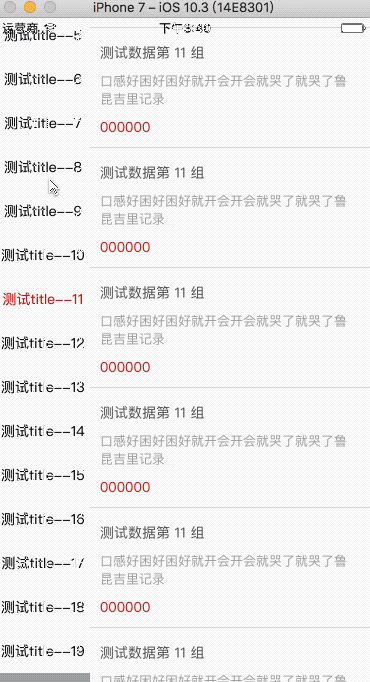 iPhone 7 – iOS 10.3 (14E8301)
运营商
测试title--5
测试title--6
测试title--7
测试title--8
测试title--9
测试title--10
测试title--11
测试title--12
测试title--13
测试title--14
测试title--15
测试title--16
测试title--17
测试title--18
测试title--19
测试数据第 11 组
口感好困好困好就开会开会就哭了就哭了鲁
昆吉里记录
000000
测试数据第 11 组
口感好困好困好就开会开会就哭了就哭了鲁
昆吉里记录
000000
测试数据第 11 组
口感好困好困好就开会开会就哭了就哭了鲁
昆吉里记录
000000
测试数据第 11 组
口感好困好困好就开会开会就哭了就哭了鲁
昆吉里记录
000000
测试数据第 11 组
口感好困好困好就开会开会就哭了就哭了鲁
昆吉里记录
000000
测试数据第 11 组
口感好困好困好就开会开会就哭了就哭了鲁